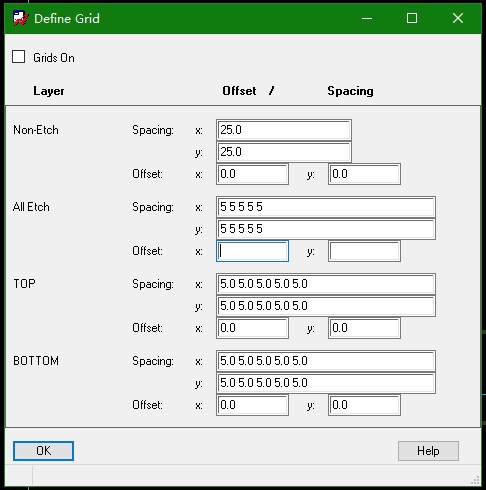 Define Grid
Grids On
Layer Offset / Spacing
Non-Etch Spacing: x: 25.0
y: 25.0
Offset: x: 0.0 y: 0.0
All Etch Spacing: x: 5 5 5 5 5
y: 5 5 5 5 5
Offset: x: y:
TOP Spacing: x: 5.0 5.0 5.0 5.0 5.0
y: 5.0 5.0 5.0 5.0 5.0
Offset: x: 0.0 y: 0.0
BOTTOM Spacing: x: 5.0 5.0 5.0 5.0 5.0
y: 5.0 5.0 5.0 5.0 5.0
Offset: x: 0.0 y: 0.0
OK Help